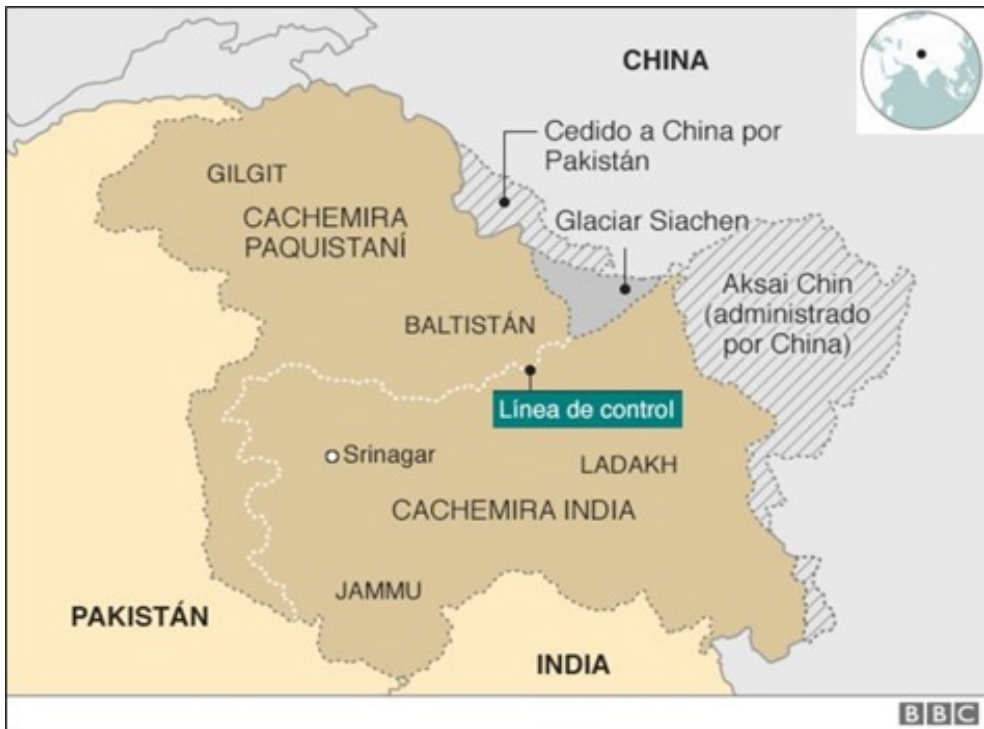 CHINA
Cedido a China por
Pakistán
GILGIT
CACHEMIRA
PAQUISTANÍ
Glaciar Siachen
Aksai Chin
(administrado
por China)
BALTISTÁN
Línea de control
Srinagar
LADAKH
CACHEMIRA INDIA
JAMMU
PAKISTÁN
INDIA
BBC